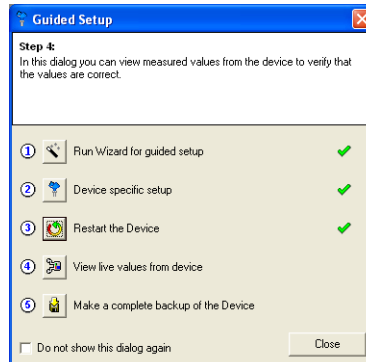 Guided Setup
Step 4:
In this dialog you can view measured values from the device to verify that
the values are correct.
1 Run Wizard for guided setup
2 Device specific setup
3 Restart the Device
4 View live values from device
5 Make a complete backup of the Device
Do not show this dialog again
Close